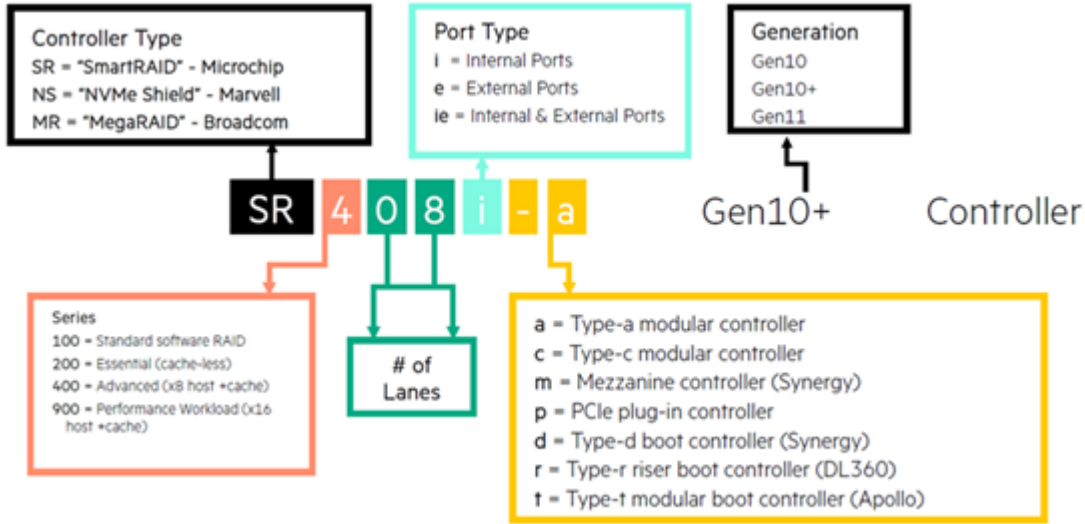 Controller Type
SR = "SmartRAID" - Microchip
NS = "NVMe Shield" - Marvell
MR = "MegaRAID" - Broadcom
Port Type
i = Internal Ports
e = External Ports
ie = Internal & External Ports
Generation
Gen10
Gen10+
Gen11
SR 4 0 8 i - a Gen10+ Controller
Series
100 = Standard software RAID
200 = Essential (cache-less)
400 = Advanced (x8 host +cache)
900 = Performance Workload (x16
host +cache)
# of
Lanes
a = Type-a modular controller
c = Type-c modular controller
m = Mezzanine controller (Synergy)
p = PCIe plug-in controller
d = Type-d boot controller (Synergy)
r = Type-r riser boot controller (DL360)
t = Type-t modular boot controller (Apollo)